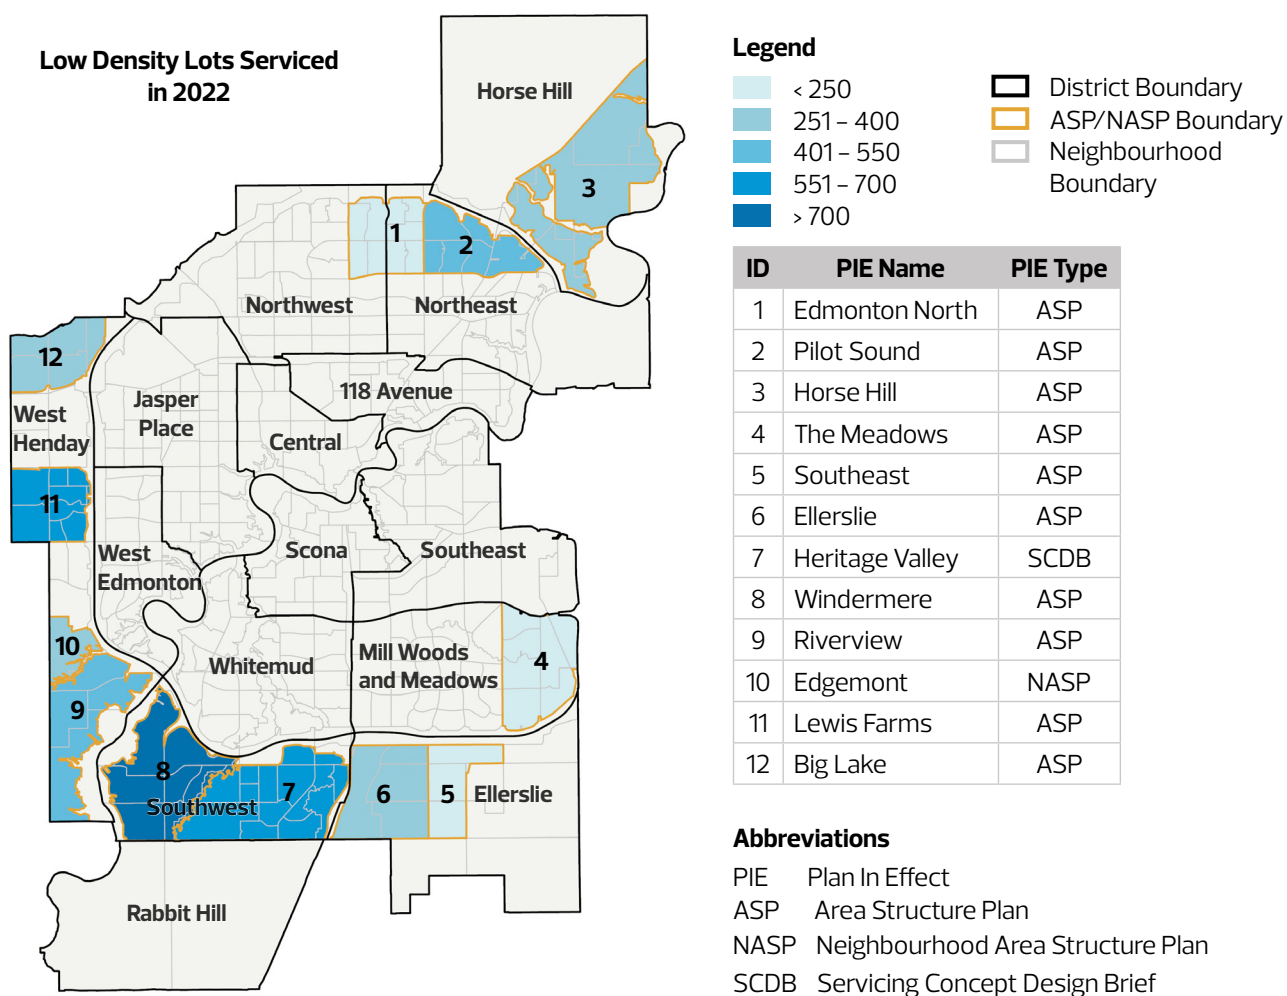 Low Density Lots Serviced
in 2022
Horse Hill
3
1
2
Northwest
Northeast
12
118 Avenue
Jasper
Place
West
Henday
Central
11
Scona
Southeast
West
Edmonton
10
Whitemud
Mill Woods
and Meadows
4
9
8
Southwest
7
6
5
Ellerslie
Rabbit Hill
Legend
< 250
251 – 400
401 – 550
551 – 700
> 700
District Boundary
ASP/NASP Boundary
Neighbourhood
Boundary
ID PIE Name PIE Type
1 Edmonton North ASP
2 Pilot Sound ASP
3 Horse Hill ASP
4 The Meadows ASP
5 Southeast ASP
6 Ellerslie ASP
7 Heritage Valley SCDB
8 Windermere ASP
9 Riverview ASP
10 Edgemont NASP
11 Lewis Farms ASP
12 Big Lake ASP
Abbreviations
PIE Plan In Effect
ASP Area Structure Plan
NASP Neighbourhood Area Structure Plan
SCDB Servicing Concept Design Brief